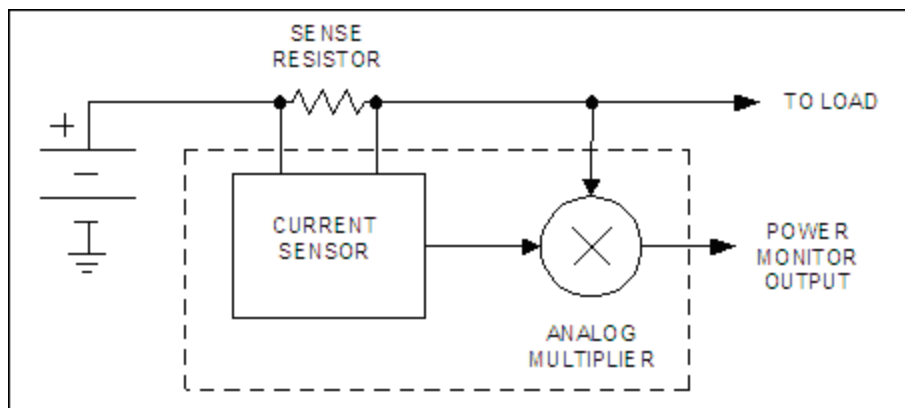 SENSE
RESISTOR
TO LOAD
+
CURRENT
SENSOR
POWER
MONITOR
OUTPUT
ANALOG
MULTIPLIER